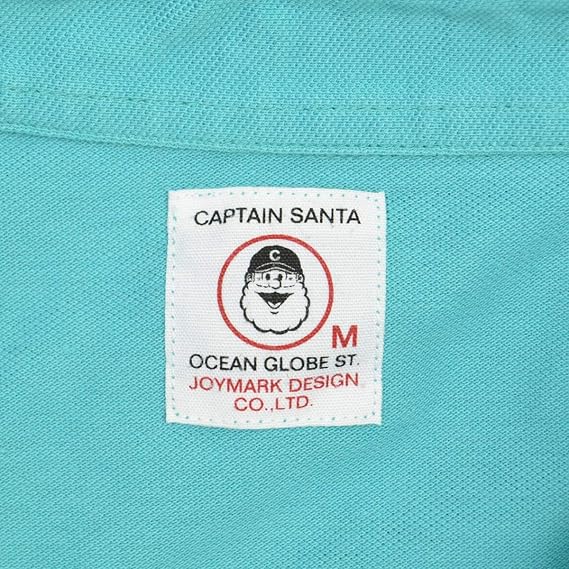 CAPTAIN SANTA
C
M
OCEAN GLOBE ST.
JOYMARK DESIGN
CO.,LTD.